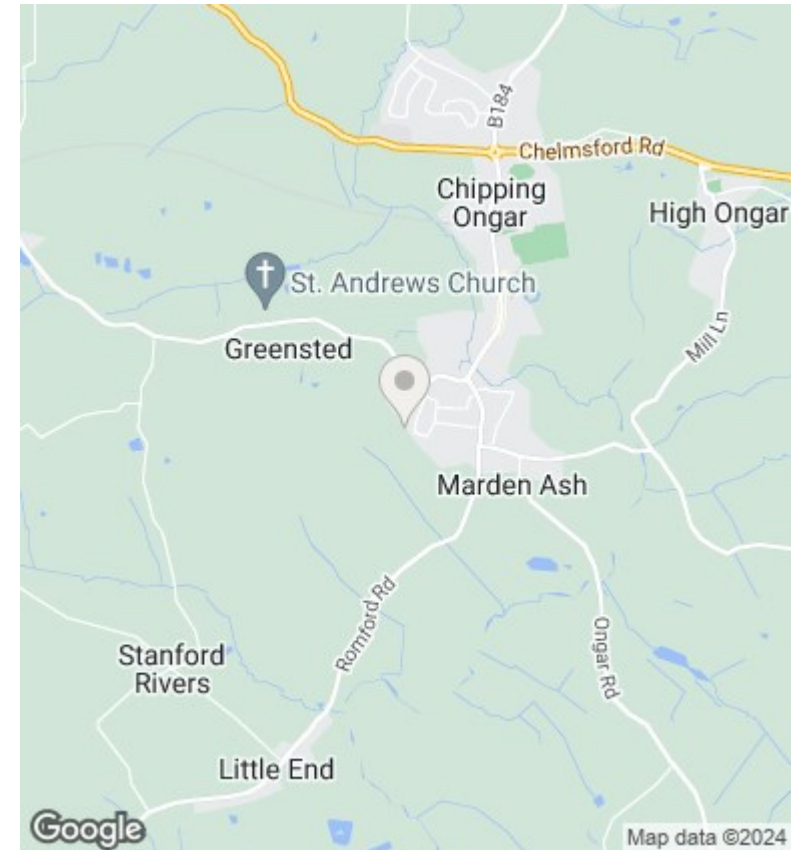 B184
Chelmsford Rd
Chipping
Ongar
High Ongar
St. Andrews Church
Mill Ln
Greensted
Marden Ash
Romford Rd
Ongar Rd
Stanford
Rivers
Little End
Google
Map data ©2024